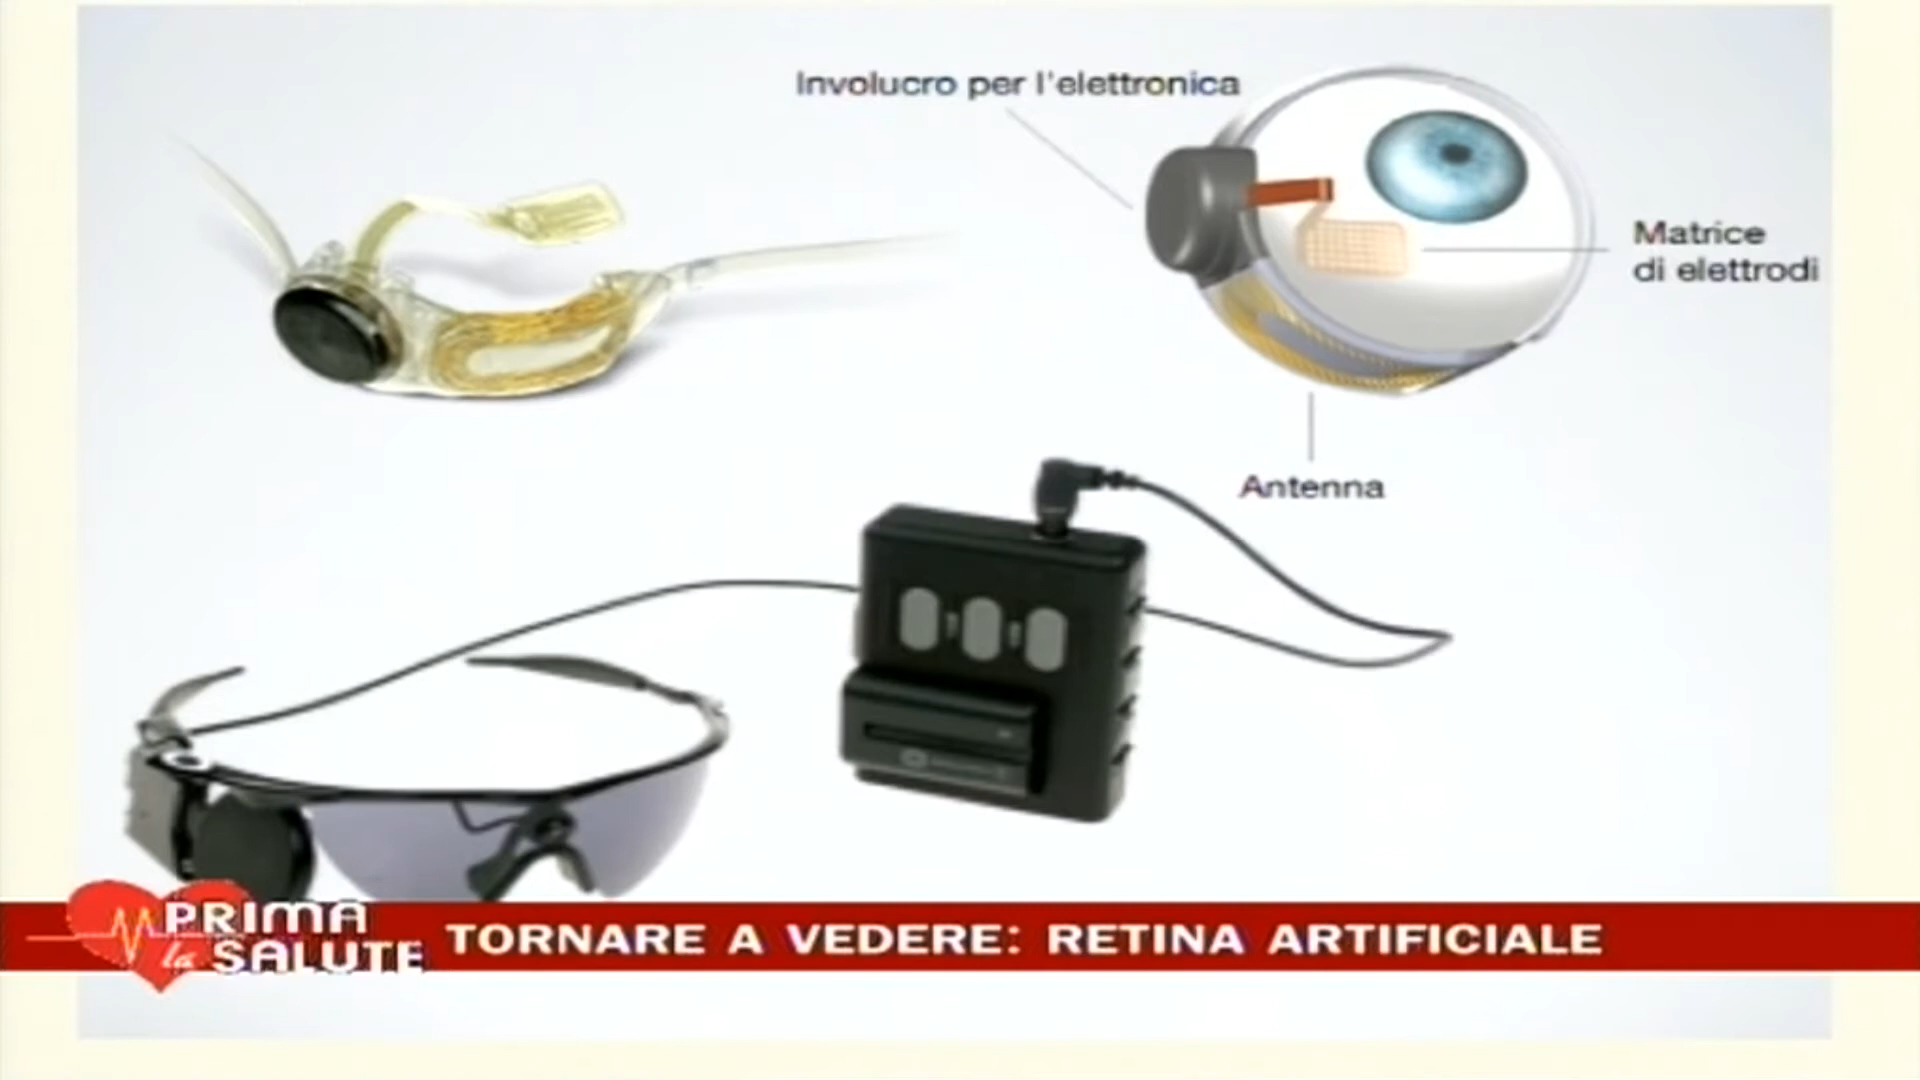 Involucro per l'elettronica
Matrice
di elettrodi
Antenna
PRIMA
la SALUTE
TORNARE A VEDERE: RETINA ARTIFICIALE